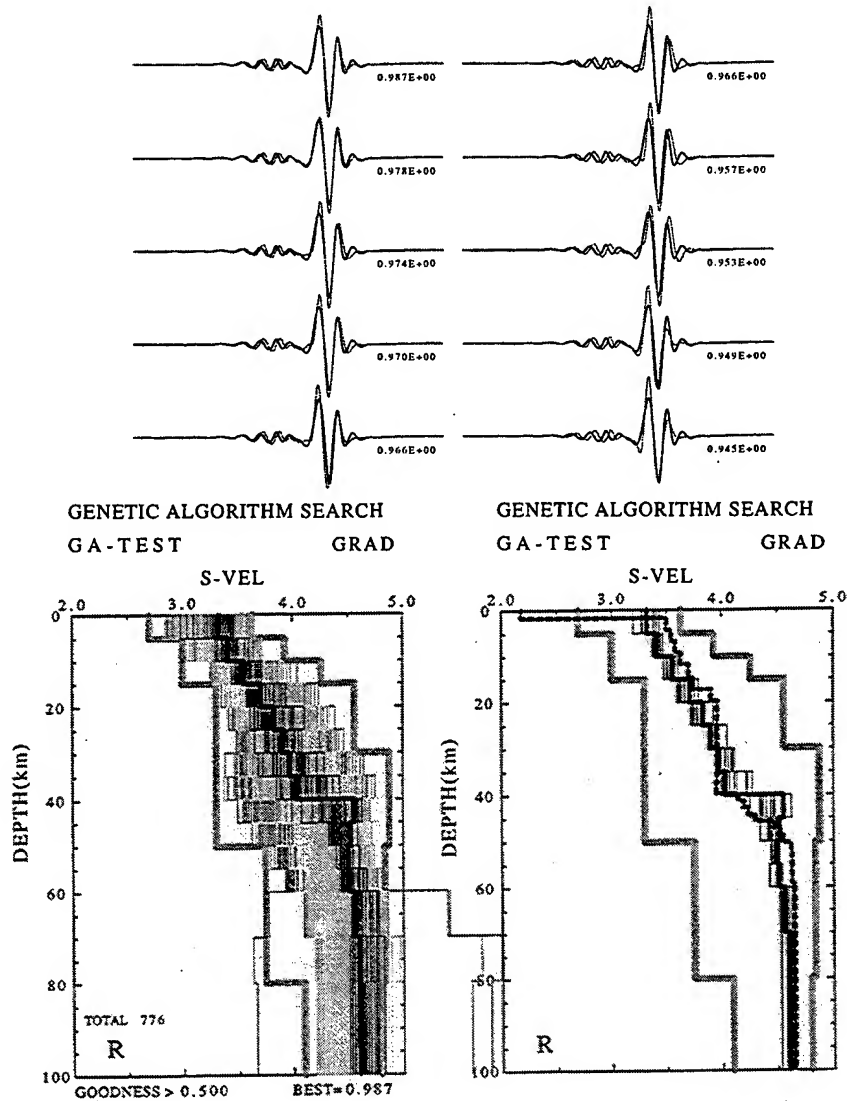 0.987E+00 0.966E+00
0.978E+00 0.957E+00
0.974E+00 0.953E+00
0.970E+00 0.949E+00
0.966E+00 0.945E+00
GENETIC ALGORITHM SEARCH
GA-TEST GRAD
S-VEL
2.0 3.0 4.0 5.0
0
20
40
60
80
100
DEPTH(km)
TOTAL 776
R
GOODNESS > 0.500 BEST=0.987
GENETIC ALGORITHM SEARCH
GA-TEST GRAD
S-VEL
2.0 3.0 4.0 5.0
0
20
40
60
80
100
DEPTH(km)
R